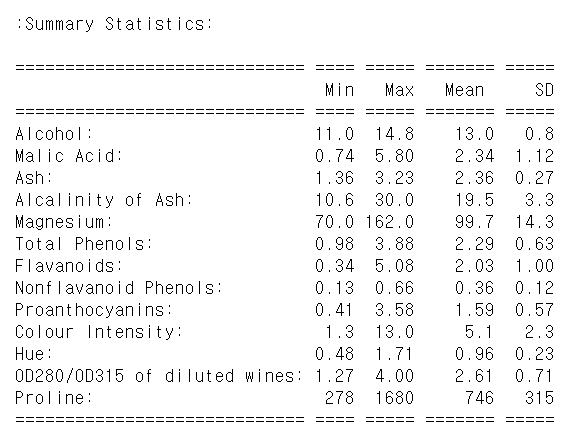 :Summary Statistics:
============================= ==== ===== ======= =====
Min Max Mean SD
============================= ==== ===== ======= =====
Alcohol: 11.0 14.8 13.0 0.8
Malic Acid: 0.74 5.80 2.34 1.12
Ash: 1.36 3.23 2.36 0.27
Alcalinity of Ash: 10.6 30.0 19.5 3.3
Magnesium: 70.0 162.0 99.7 14.3
Total Phenols: 0.98 3.88 2.29 0.63
Flavanoids: 0.34 5.08 2.03 1.00
Nonflavanoid Phenols: 0.13 0.66 0.36 0.12
Proanthocyanins: 0.41 3.58 1.59 0.57
Colour Intensity: 1.3 13.0 5.1 2.3
Hue: 0.48 1.71 0.96 0.23
OD280/OD315 of diluted wines: 1.27 4.00 2.61 0.71
Proline: 278 1680 746 315
============================= ==== ===== ======= =====